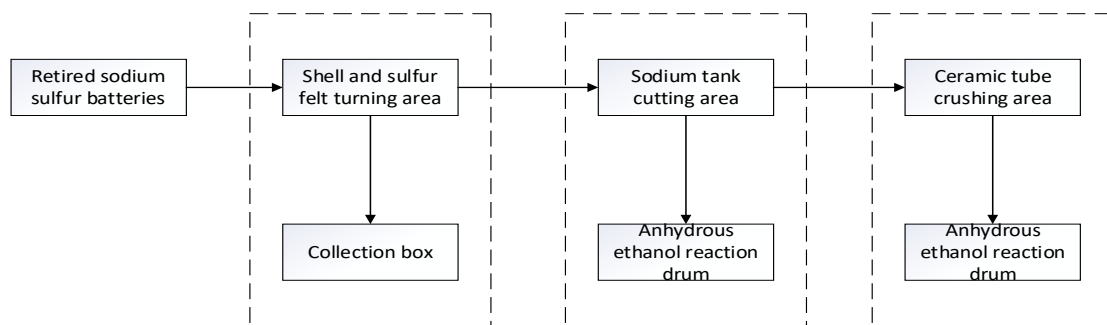 Retired sodium
sulfur batteries
Shell and sulfur
felt turning area
Sodium tank
cutting area
Ceramic tube
crushing area
Collection box
Anhydrous
ethanol reaction
drum
Anhydrous
ethanol reaction
drum